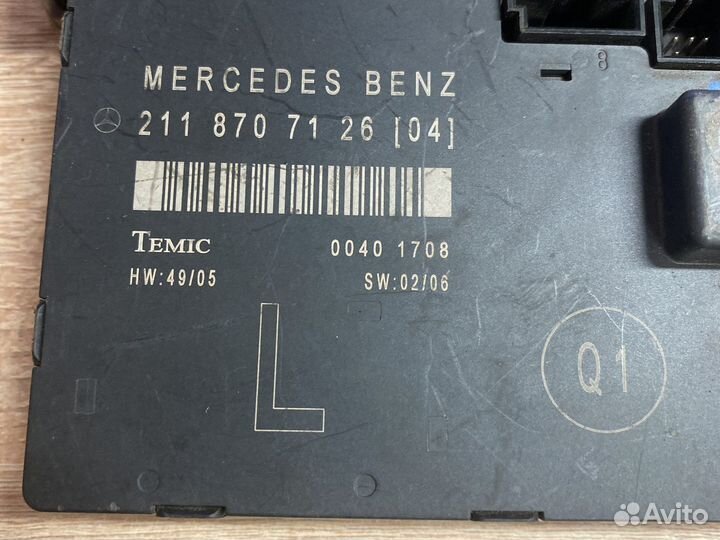 8
MERCEDES BENZ
211 870 71 26 [04]
TEMIC 0040 1708
HW:49/05 SW:02/06
L
Q1
Avito